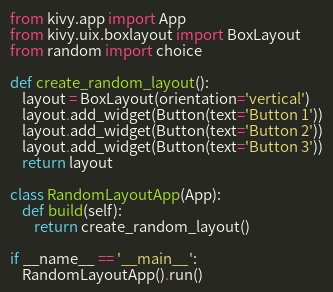 from kivy.app import App
from kivy.uix.boxlayout import BoxLayout
from random import choice

def create_random_layout():
    layout = BoxLayout(orientation='vertical')
    layout.add_widget(Button(text='Button 1'))
    layout.add_widget(Button(text='Button 2'))
    layout.add_widget(Button(text='Button 3'))
    return layout

class RandomLayoutApp(App):
    def build(self):
        return create_random_layout()

if __name__ == '__main__':
    RandomLayoutApp().run()